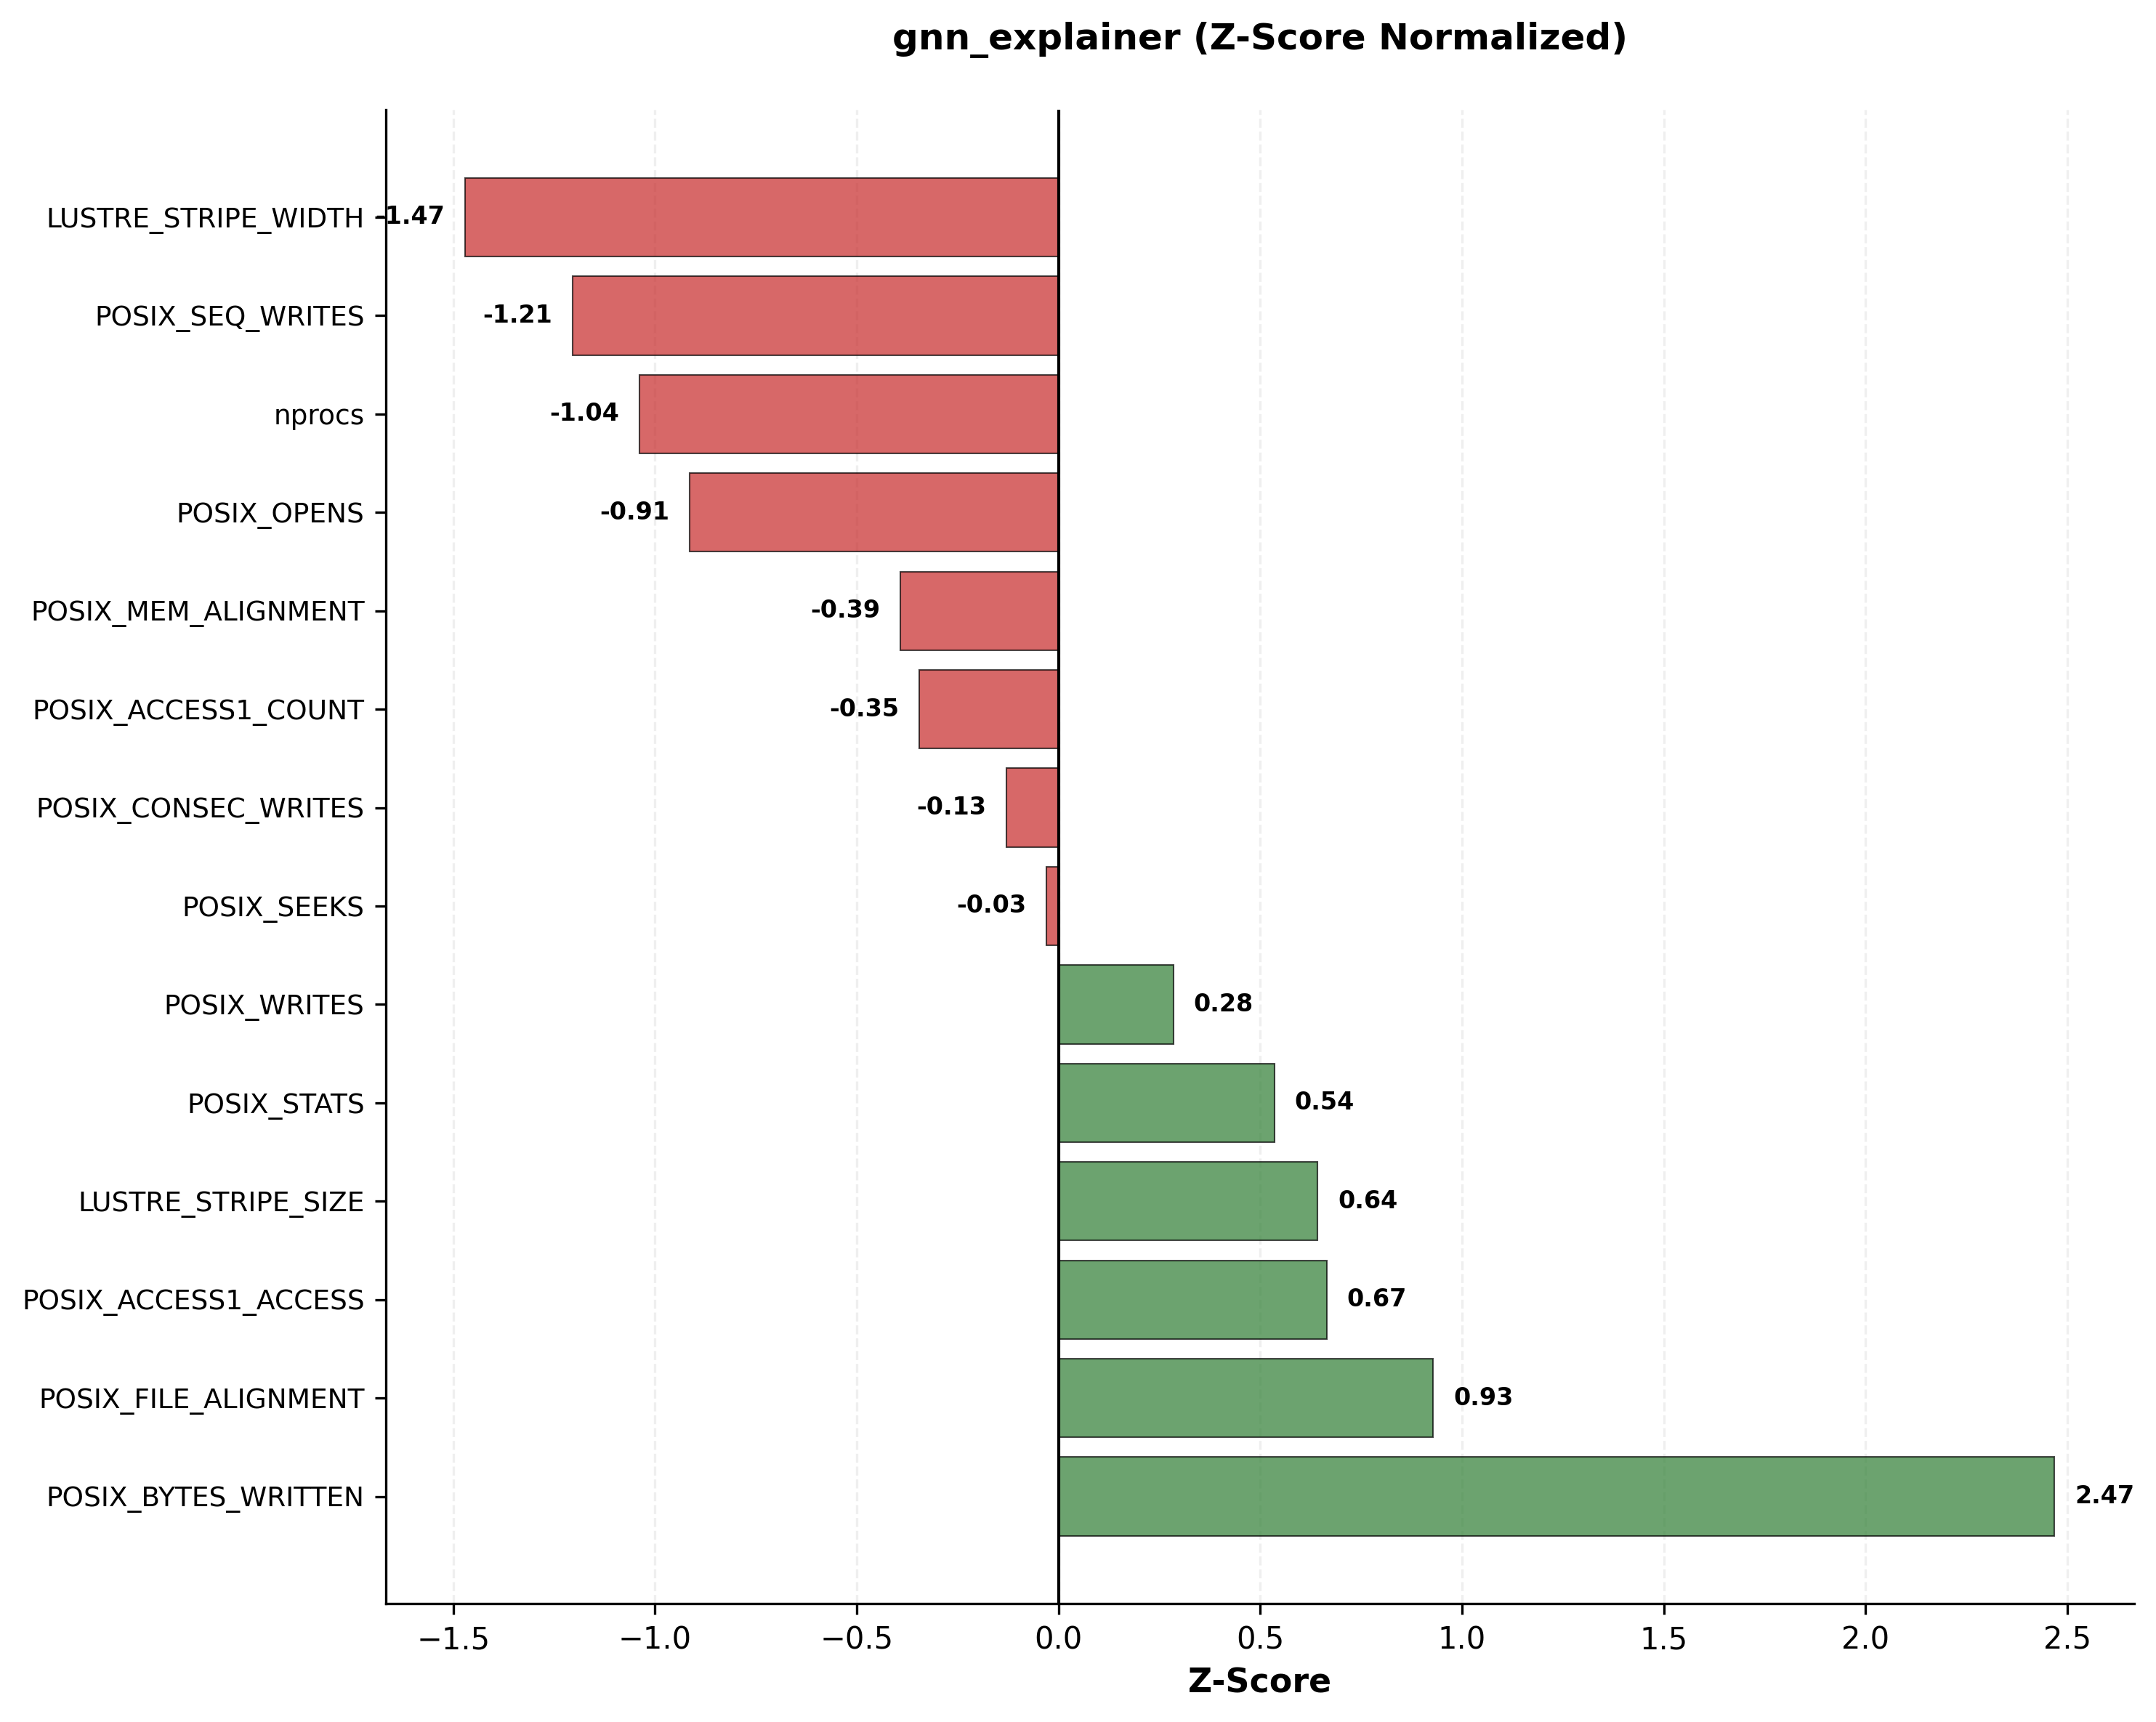 gnn_explainer (Z-Score Normalized)
LUSTRE_STRIPE_WIDTH -1.47
POSIX_SEQ_WRITES -1.21
nprocs -1.04
POSIX_OPENS -0.91
POSIX_MEM_ALIGNMENT -0.39
POSIX_ACCESS1_COUNT -0.35
POSIX_CONSEC_WRITES -0.13
POSIX_SEEKS -0.03
POSIX_WRITES 0.28
POSIX_STATS 0.54
LUSTRE_STRIPE_SIZE 0.64
POSIX_ACCESS1_ACCESS 0.67
POSIX_FILE_ALIGNMENT 0.93
POSIX_BYTES_WRITTEN 2.47
−1.5 −1.0 −0.5 0.0 0.5 1.0 1.5 2.0 2.5
Z-Score